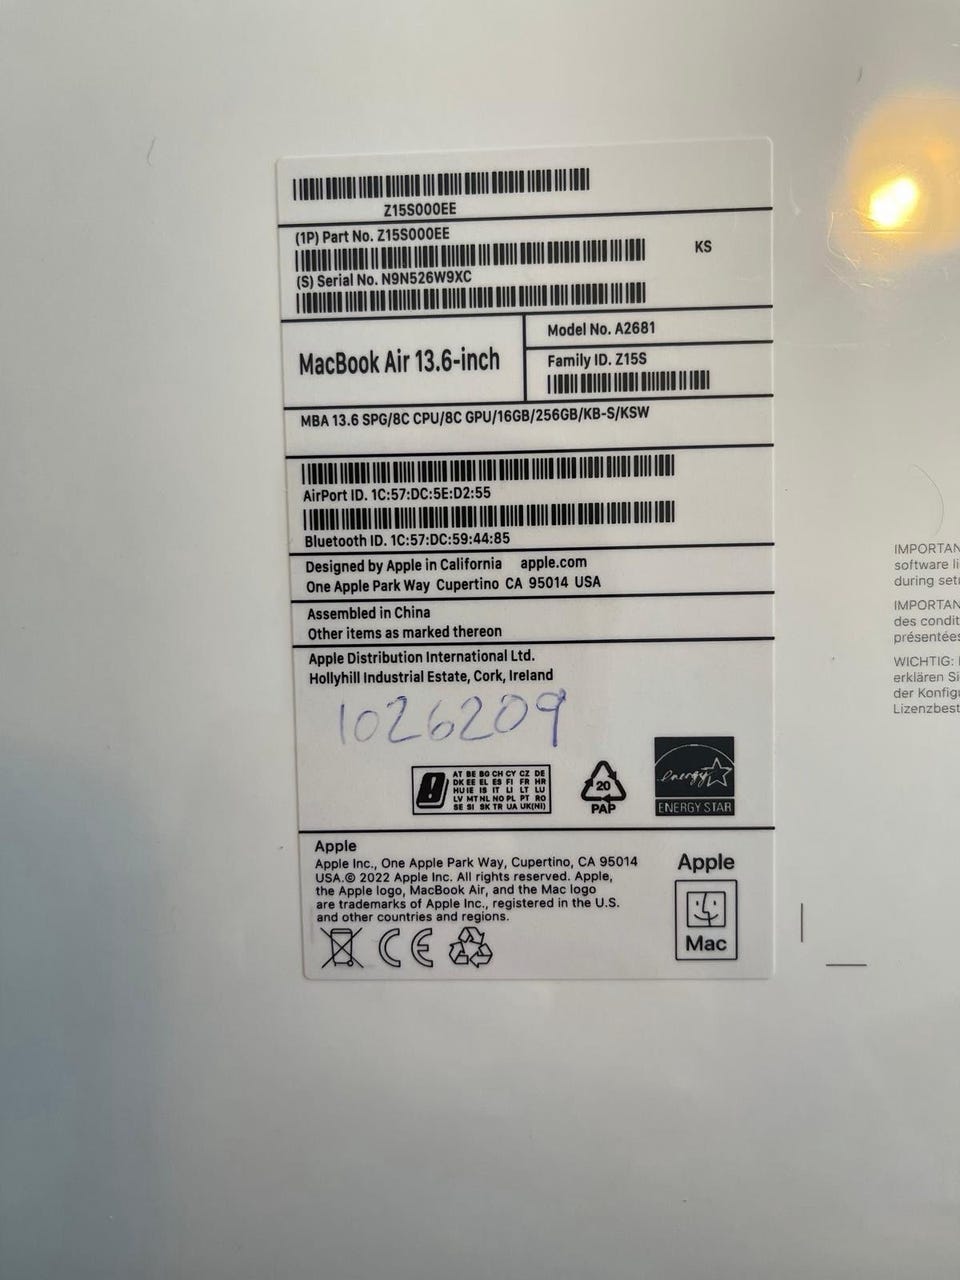 Z15S000EE
(1P) Part No. Z15S000EE
KS
(S) Serial No. N9N526W9XC
MacBook Air 13.6-inch
Model No. A2681
Family ID. Z15S
MBA 13.6 SPG/8C CPU/8C GPU/16GB/256GB/KB-S/KSW
AirPort ID. 1C:57:DC:5E:D2:55
Bluetooth ID. 1C:57:DC:59:44:85
Designed by Apple in California apple.com
One Apple Park Way Cupertino CA 95014 USA
Assembled in China
Other items as marked thereon
Apple Distribution International Ltd.
Hollyhill Industrial Estate, Cork, Ireland
1026209
AT BE BG CH CY CZ DE
DK EE EL ES FI FR HR
HU IE IS IT LI LT LU
LV MT NL NO PL PT RO
SE SI SK TR UA UK(NI)
20
PAP
energy
ENERGY STAR
Apple
Apple Inc., One Apple Park Way, Cupertino, CA 95014
USA.© 2022 Apple Inc. All rights reserved. Apple,
the Apple logo, MacBook Air, and the Mac logo
are trademarks of Apple Inc., registered in the U.S.
and other countries and regions.
CE
Apple
Mac
IMPORTAN
software li
during set
IMPORTAN
des condit
présentées
WICHTIG:
erklären Si
der Konfigu
Lizenzbest